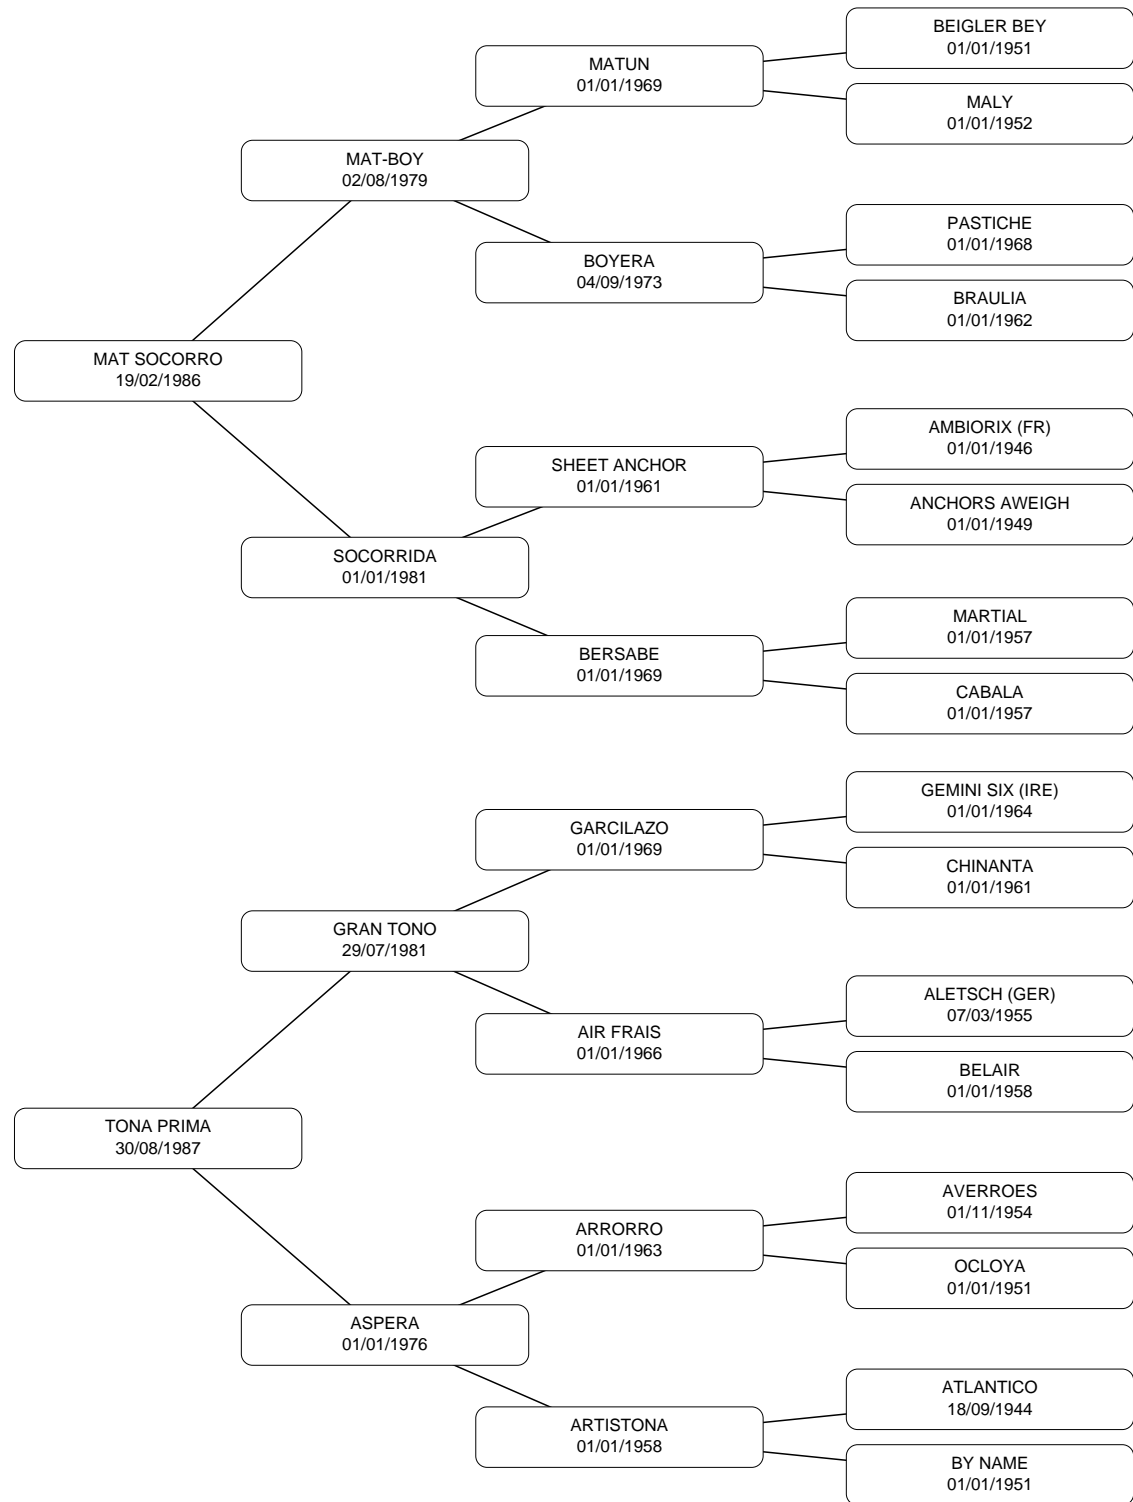 BEIGLER BEY
01/01/1951
MATUN
01/01/1969
MALY
01/01/1952
MAT-BOY
02/08/1979
PASTICHE
01/01/1968
BOYERA
04/09/1973
BRAULIA
01/01/1962
MAT SOCORRO
19/02/1986
AMBIORIX (FR)
01/01/1946
SHEET ANCHOR
01/01/1961
ANCHORS AWEIGH
01/01/1949
SOCORRIDA
01/01/1981
MARTIAL
01/01/1957
BERSABE
01/01/1969
CABALA
01/01/1957
GEMINI SIX (IRE)
01/01/1964
GARCILAZO
01/01/1969
CHINANTA
01/01/1961
GRAN TONO
29/07/1981
ALETSCH (GER)
07/03/1955
AIR FRAIS
01/01/1966
BELAIR
01/01/1958
TONA PRIMA
30/08/1987
AVERROES
01/11/1954
ARRORRO
01/01/1963
OCLOYA
01/01/1951
ASPERA
01/01/1976
ATLANTICO
18/09/1944
ARTISTONA
01/01/1958
BY NAME
01/01/1951